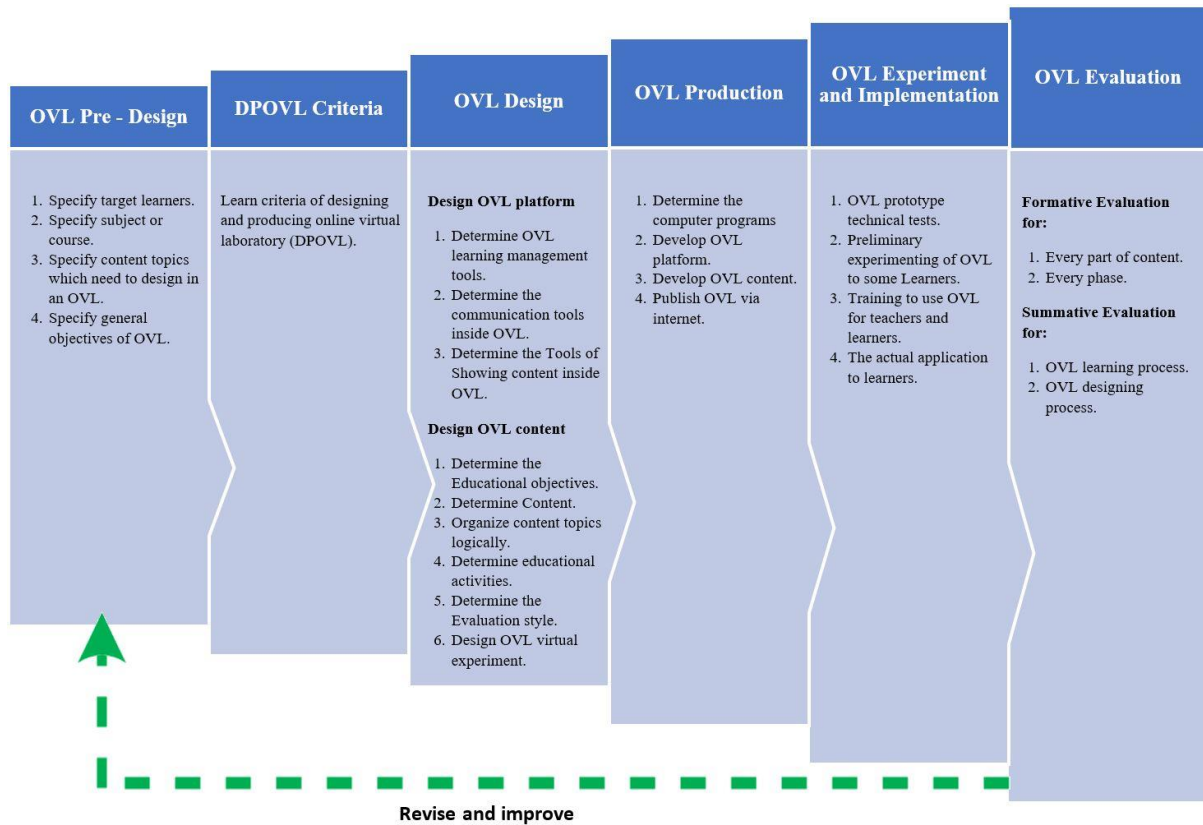 OVL Pre - Design
1. Specify target learners.
2. Specify subject or
course.
3. Specify content topics
which need to design in
an OVL.
4. Specify general
objectives of OVL.
DPOVL Criteria
Learn criteria of designing
and producing online virtual
laboratory (DPOVL).
OVL Design
Design OVL platform
1. Determine OVL
learning management
tools.
2. Determine the
communication tools
inside OVL.
3. Determine the Tools of
Showing content inside
OVL.
Design OVL content
1. Determine the
Educational objectives.
2. Determine Content.
3. Organize content topics
logically.
4. Determine educational
activities.
5. Determine the
Evaluation style.
6. Design OVL virtual
experiment.
OVL Production
1. Determine the
computer programs
2. Develop OVL
platform.
3. Develop OVL content.
4. Publish OVL via
internet.
OVL Experiment
and Implementation
1. OVL prototype
technical tests.
2. Preliminary
experimenting of OVL
to some Learners.
3. Training to use OVL
for teachers and
learners.
4. The actual application
to learners.
OVL Evaluation
Formative Evaluation
for:
1. Every part of content.
2. Every phase.
Summative Evaluation
for:
1. OVL learning process.
2. OVL designing
process.
Revise and improve